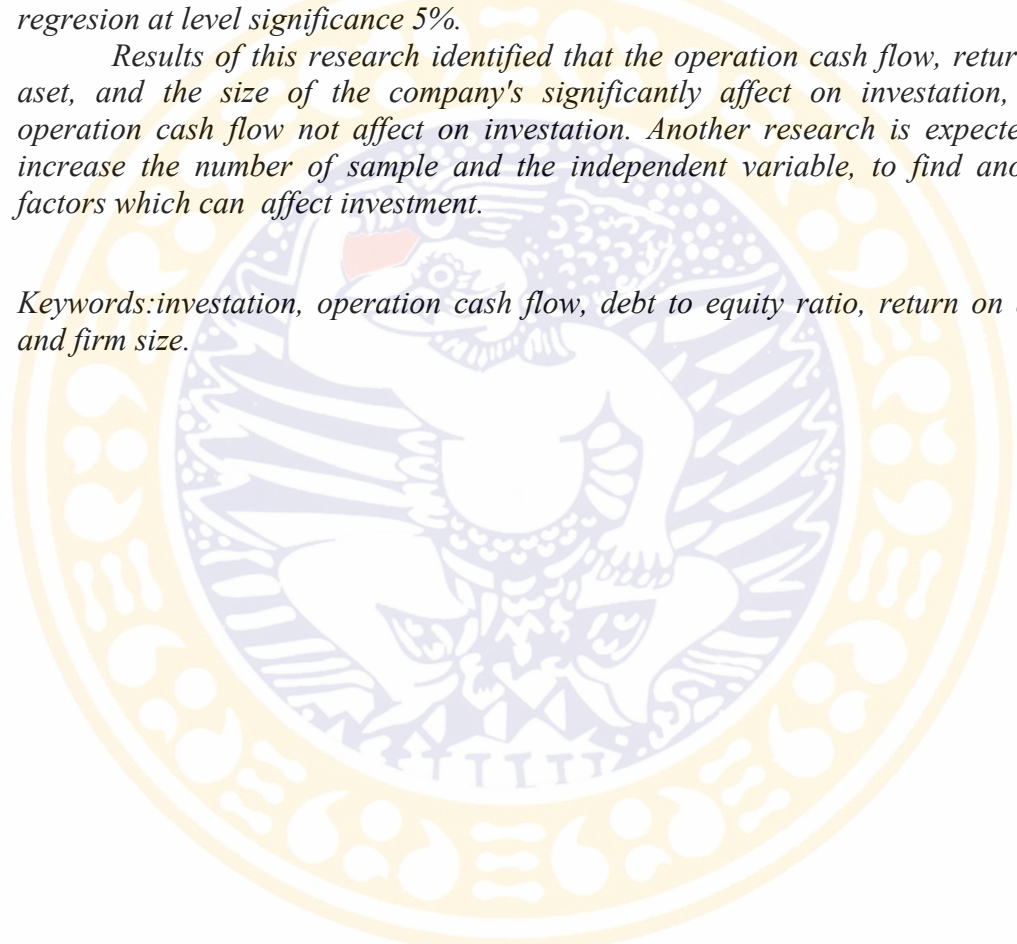 regresion at level significance 5%.
Results of this research identified that the operation cash flow, retur
aset, and the size of the company's significantly affect on investation,
operation cash flow not affect on investation. Another research is expecte
increase the number of sample and the independent variable, to find ano
factors which can affect investment.
Keywords:investation, operation cash flow, debt to equity ratio, return on
and firm size.